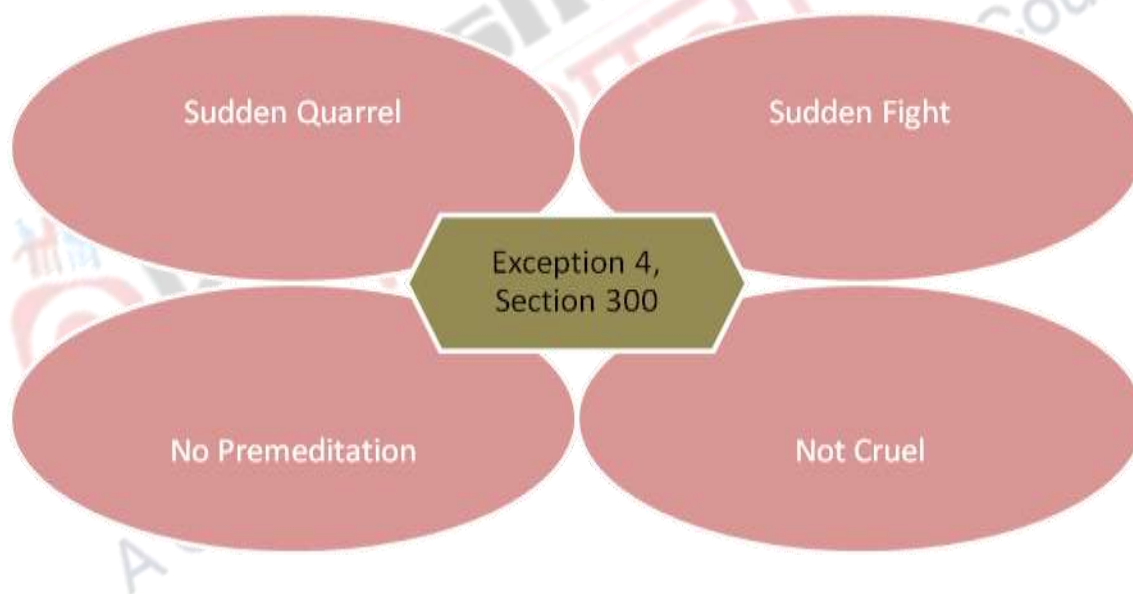 Sudden Quarrel
Sudden Fight
Exception 4,
Section 300
No Premeditation
Not Cruel